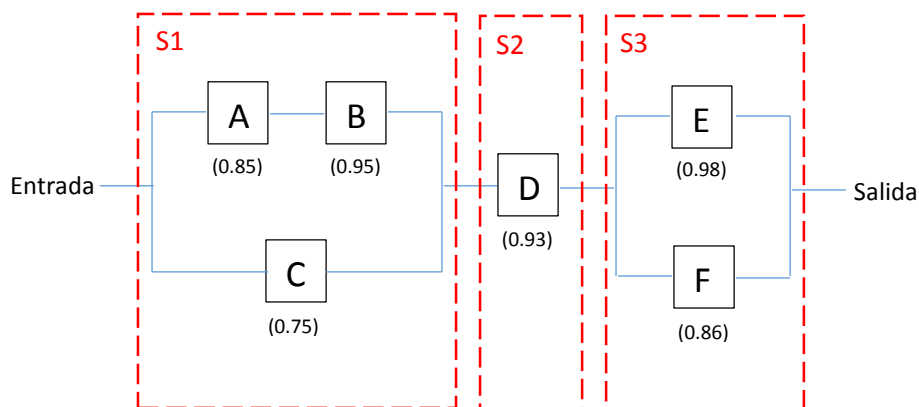 S1
S2
S3
A
B
E
(0.85)
(0.95)
(0.98)
Entrada
D
Salida
(0.93)
C
F
(0.75)
(0.86)